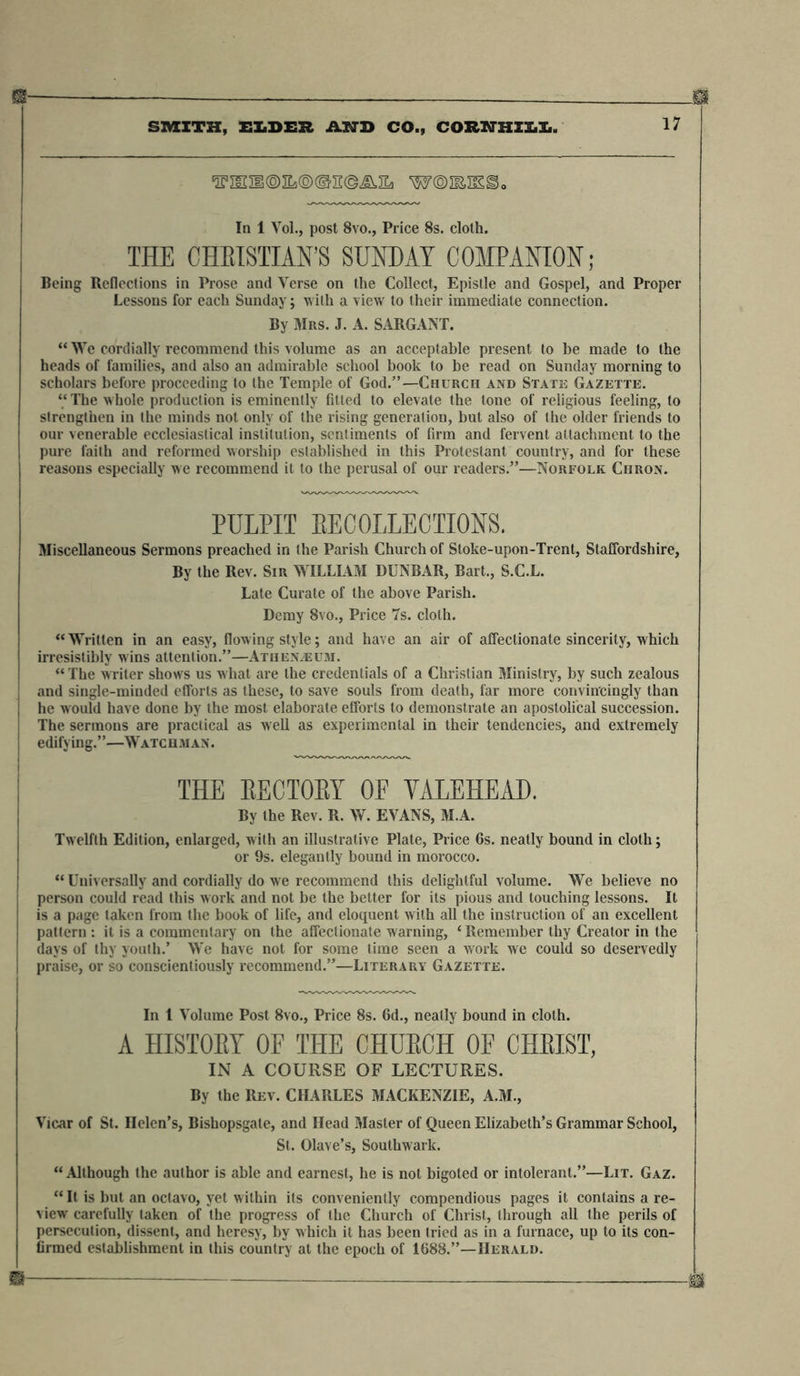 SMITH, ELDER AND CO., CORNHILL. 17
THEOLOGICAL WORKS.
In 1 Vol., post 8vo., Price 8s. cloth.
THE CHRISTIAN'S SUNDAY COMPANION;
Being Reflections in Prose and Verse on the Collect, Epistle and Gospel, and Proper
Lessons for each Sunday; with a view to their immediate connection.
By Mrs. J. A. SARGANT.
“We cordially recommend this volume as an acceptable present to be made to the
heads of families, and also an admirable school book to be read on Sunday morning to
scholars before proceeding to the Temple of God.”—Church and State Gazette.
“The whole production is eminently fitted to elevate the tone of religious feeling, to
strengthen in the minds not only of the rising generation, but also of the older friends to
our venerable ecclesiastical institution, sentiments of firm and fervent attachment to the
pure faith and reformed worship established in this Protestant country, and for these
reasons especially we recommend it to the perusal of our readers.”—Norfolk Chron.
PULPIT RECOLLECTIONS.
Miscellaneous Sermons preached in the Parish Church of Stoke-upon-Trent, Staffordshire,
By the Rev. Sir WILLIAM DUNBAR, Bart., S.C.L.
Late Curate of the above Parish.
Demy 8vo., Price 7s. cloth.
“Written in an easy, flowing style; and have an air of affectionate sincerity, which
irresistibly wins attention.”—Athenæum.
“The writer shows us what are the credentials of a Christian Ministry, by such zealous
and single-minded efforts as these, to save souls from death, far more convincingly than
he would have done by the most elaborate efforts to demonstrate an apostolical succession.
The sermons are practical as well as experimental in their tendencies, and extremely
edifying.”—Watchman.
THE RECTORY OF VALEHEAD.
By the Rev. R. W. EVANS, M.A.
Twelfth Edition, enlarged, with an illustrative Plate, Price 6s. neatly bound in cloth;
or 9s. elegantly bound in morocco.
“Universally and cordially do we recommend this delightful volume. We believe no
person could read this work and not be the better for its pious and touching lessons. It
is a page taken from the book of life, and eloquent with all the instruction of an excellent
pattern: it is a commentary on the affectionate warning, ‘Remember thy Creator in the
days of thy youth.’ We have not for some time seen a work we could so deservedly
praise, or so conscientiously recommend.”—Literary Gazette.
In 1 Volume Post 8vo., Price 8s. 6d., neatly bound in cloth.
A HISTORY OF THE CHURCH OF CHRIST,
IN A COURSE OF LECTURES.
By the Rev. CHARLES MACKENZIE, A.M.,
Vicar of St. Helen's, Bishopsgate, and Head Master of Queen Elizabeth's Grammar School,
St. Olave's, Southwark.
“Although the author is able and earnest, he is not bigoted or intolerant.”—Lit. Gaz.
“It is but an octavo, yet within its conveniently compendious pages it contains a re-
view carefully taken of the progress of the Church of Christ, through all the perils of
persecution, dissent, and heresy, by which it has been tried as in a furnace, up to its con-
firmed establishment in this country at the epoch of 1688.”—Herald.